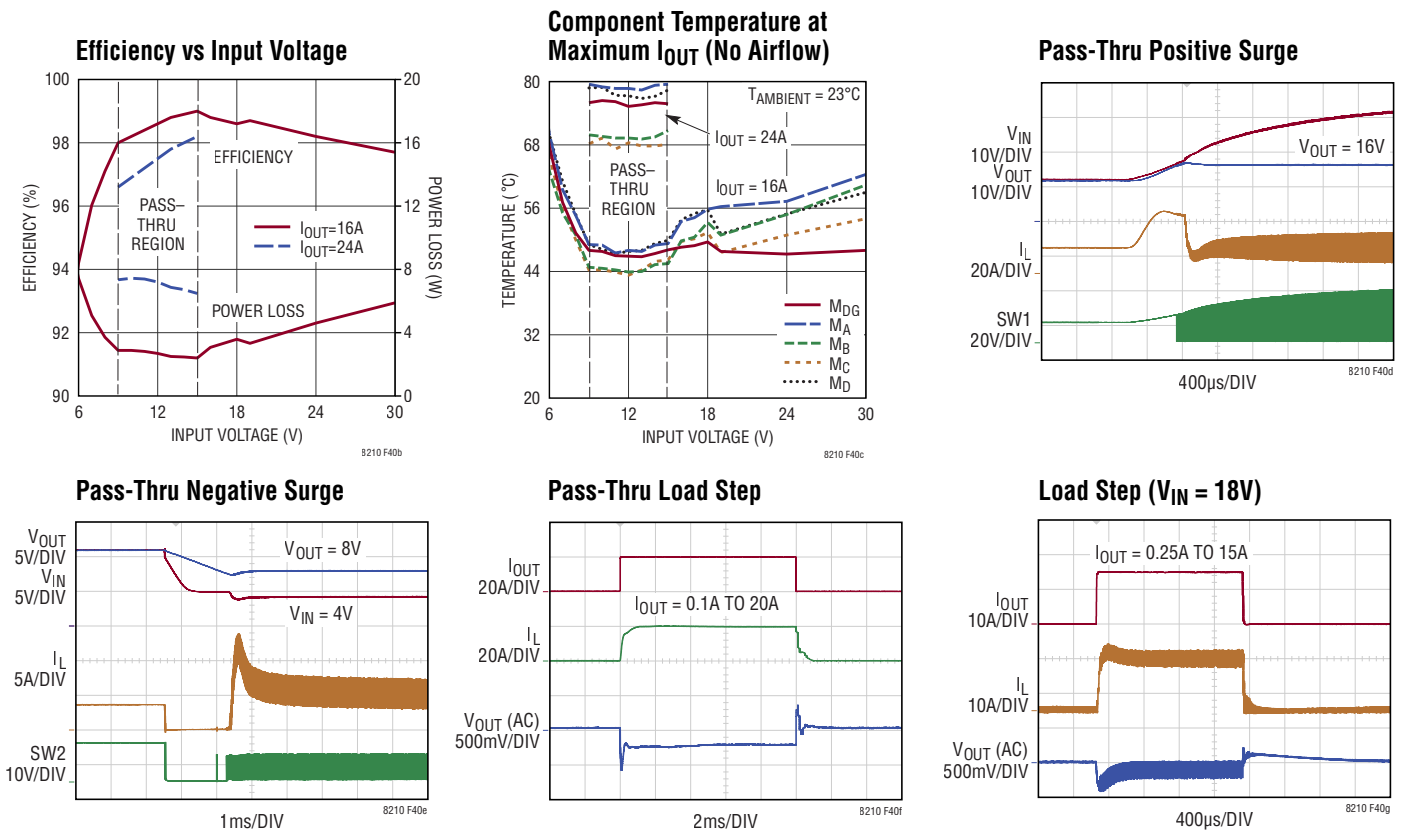 Efficiency vs Input Voltage
100
98
96
94
92
90
EFFICIENCY (%)
20
16
12
8
4
0
POWER LOSS (W)
EFFICIENCY
PASS–
THRU
REGION
IOUT=16A
IOUT=24A
POWER LOSS
6
12
18
24
30
INPUT VOLTAGE (V)
8210 F40b
Component Temperature at
Maximum IOUT (No Airflow)
80
68
56
44
32
20
TEMPERATURE (°C)
TAMBIENT = 23°C
IOUT = 24A
PASS–
THRU
REGION
IOUT = 16A
MDG
MA
MB
MC
MD
6
12
18
24
30
INPUT VOLTAGE (V)
8210 F40c
Pass-Thru Positive Surge
VIN
10V/DIV
VOUT
10V/DIV
VOUT = 16V
IL
20A/DIV
SW1
20V/DIV
400µs/DIV
8210 F40d
Pass-Thru Negative Surge
VOUT
5V/DIV
VIN
5V/DIV
VOUT = 8V
VIN = 4V
IL
5A/DIV
SW2
10V/DIV
1ms/DIV
8210 F40e
Pass-Thru Load Step
IOUT
20A/DIV
IOUT = 0.1A TO 20A
IL
20A/DIV
VOUT (AC)
500mV/DIV
2ms/DIV
8210 F40f
Load Step (VIN = 18V)
IOUT = 0.25A TO 15A
IOUT
10A/DIV
IL
10A/DIV
VOUT (AC)
500mV/DIV
400µs/DIV
8210 F40g